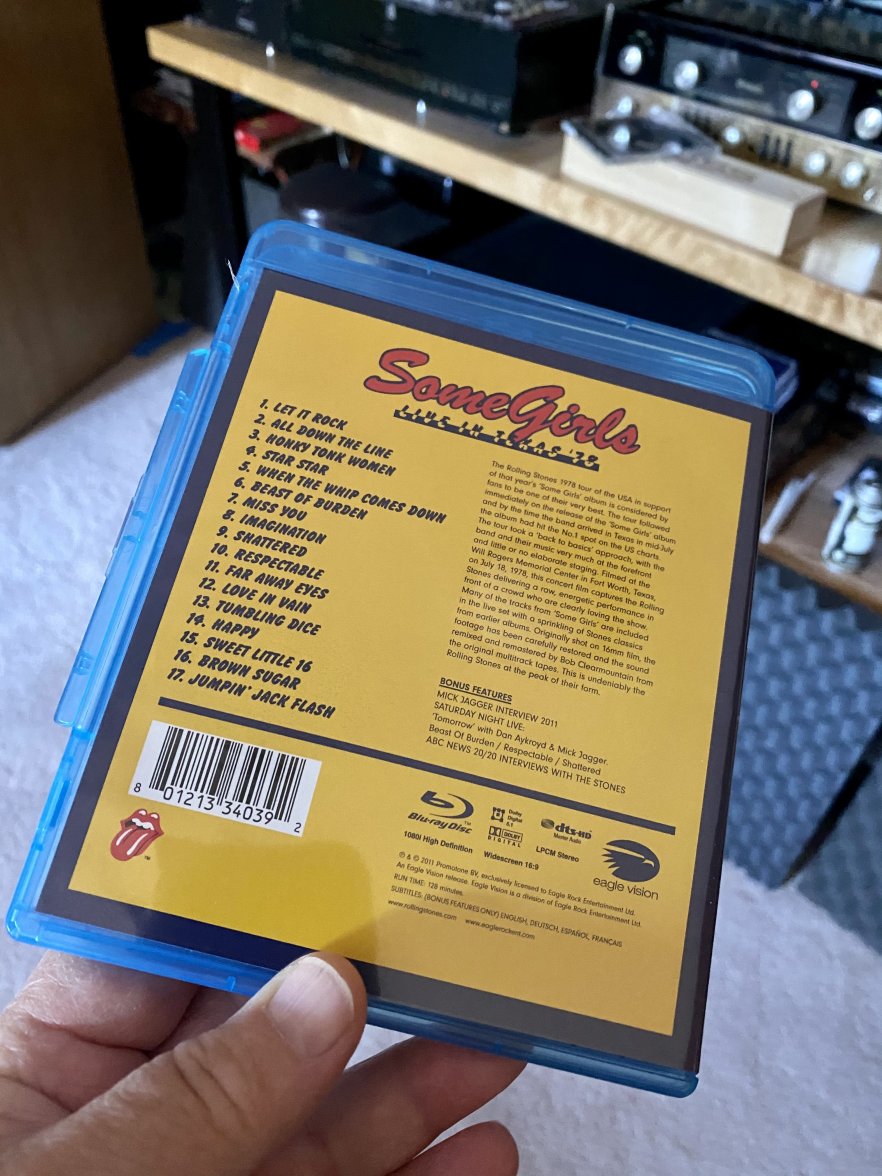 Some Girls
LIVE IN TEXAS '78
1. LET IT ROCK
2. ALL DOWN THE LINE
3. HONKY TONK WOMEN
4. STAR STAR
5. WHEN THE WHIP COMES DOWN
6. BEAST OF BURDEN
7. MISS YOU
8. IMAGINATION
9. SHATTERED
10. RESPECTABLE
11. FAR AWAY EYES
12. LOVE IN VAIN
13. TUMBLING DICE
14. HAPPY
15. SWEET LITTLE 16
16. BROWN SUGAR
17. JUMPIN' JACK FLASH
The Rolling Stones 1978 tour of the USA in support
of that year's 'Some Girls' album is considered by
fans to be one of their very best. The tour followed
immediately on the release of the 'Some Girls' album
and by the time the band arrived in Texas in mid-July
the album had hit the No.1 spot on the US charts.
The tour took a 'back to basics' approach, with the
band and their music very much at the forefront
and little or no elaborate staging. Filmed at the
Will Rogers Memorial Center in Fort Worth, Texas,
on July 18, 1978, this concert film captures the Rolling
Stones delivering a raw, energetic performance in
front of a crowd who are clearly loving the show.
Many of the tracks from 'Some Girls' are included
in the live set with a sprinkling of Stones classics
from earlier albums. Originally shot on 16mm film, the
footage has been carefully restored and the sound
remixed and remastered by Bob Clearmountain from
the original multitrack tapes. This is undeniably the
Rolling Stones at the peak of their form.
BONUS FEATURES
MICK JAGGER INTERVIEW 2011
SATURDAY NIGHT LIVE:
'Tomorrow' with Dan Aykroyd & Mick Jagger.
Beast Of Burden / Respectable / Shattered
ABC NEWS 20/20 INTERVIEWS WITH THE STONES
8 01213 34039 2
TM
Blu-ray Disc TM
Dolby Digital 5.1
DOLBY DIGITAL
dts-HD Master Audio
1080i High Definition Widescreen 16:9 LPCM Stereo
eagle vision
℗ & © 2011 Promotone BV, exclusively licensed to Eagle Rock Entertainment Ltd.
An Eagle Vision release. Eagle Vision is a division of Eagle Rock Entertainment Ltd.
RUN TIME: 128 minutes.
SUBTITLES: (BONUS FEATURES ONLY) ENGLISH, DEUTSCH, ESPAÑOL, FRANÇAIS
www.rollingstones.com www.eaglerockent.com